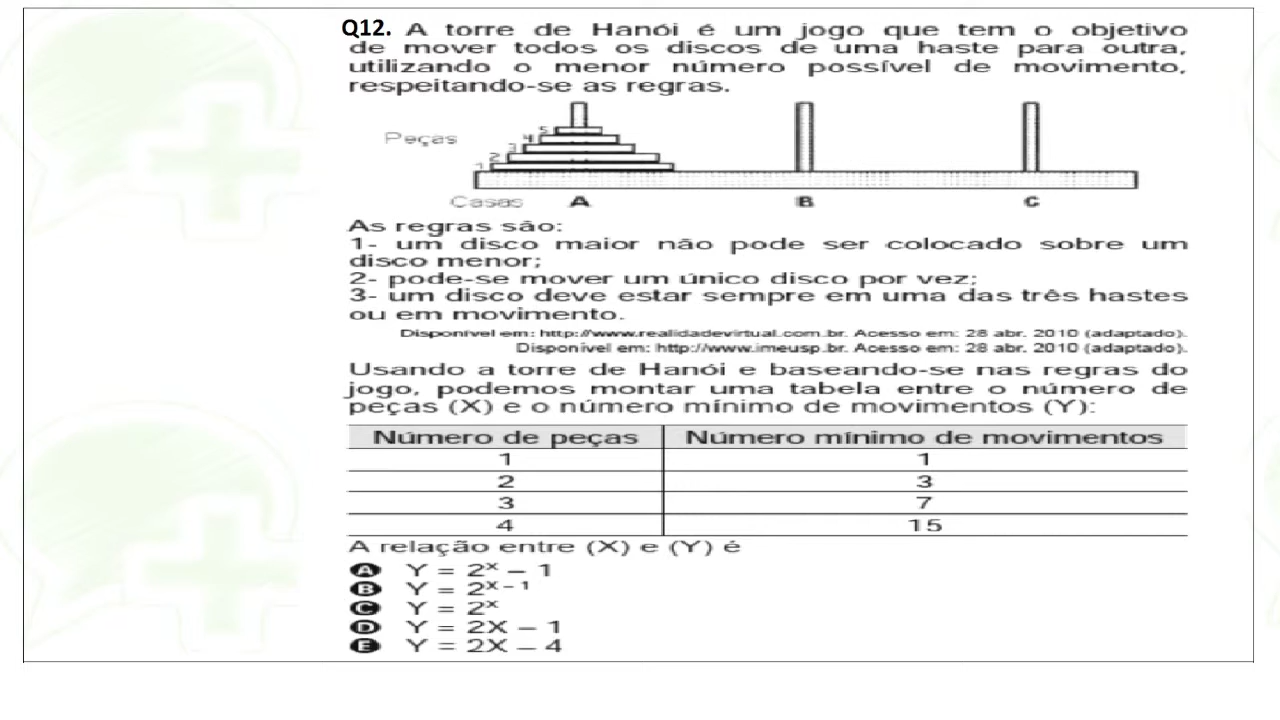 Q12. A torre de Hanói é um jogo que tem o objetivo
de mover todos os discos de uma haste para outra,
utilizando o menor número possível de movimento,
respeitando-se as regras.
5
4
Peças
3
2
1
Casas A B C
As regras são:
1- um disco maior não pode ser colocado sobre um
disco menor;
2- pode-se mover um único disco por vez;
3- um disco deve estar sempre em uma das três hastes
ou em movimento.
Disponível em: http://www.realidadevirtual.com.br. Acesso em: 28 abr. 2010 (adaptado).
Disponível em: http://www.imeusp.br. Acesso em: 28 abr. 2010 (adaptado).
Usando a torre de Hanói e baseando-se nas regras do
jogo, podemos montar uma tabela entre o número de
peças (X) e o número mínimo de movimentos (Y):
Número de peças Número mínimo de movimentos
1 1
2 3
3 7
4 15
A relação entre (X) e (Y) é
A Y = 2ˣ – 1
B Y = 2ˣ⁻¹
C Y = 2ˣ
D Y = 2X – 1
E Y = 2X – 4